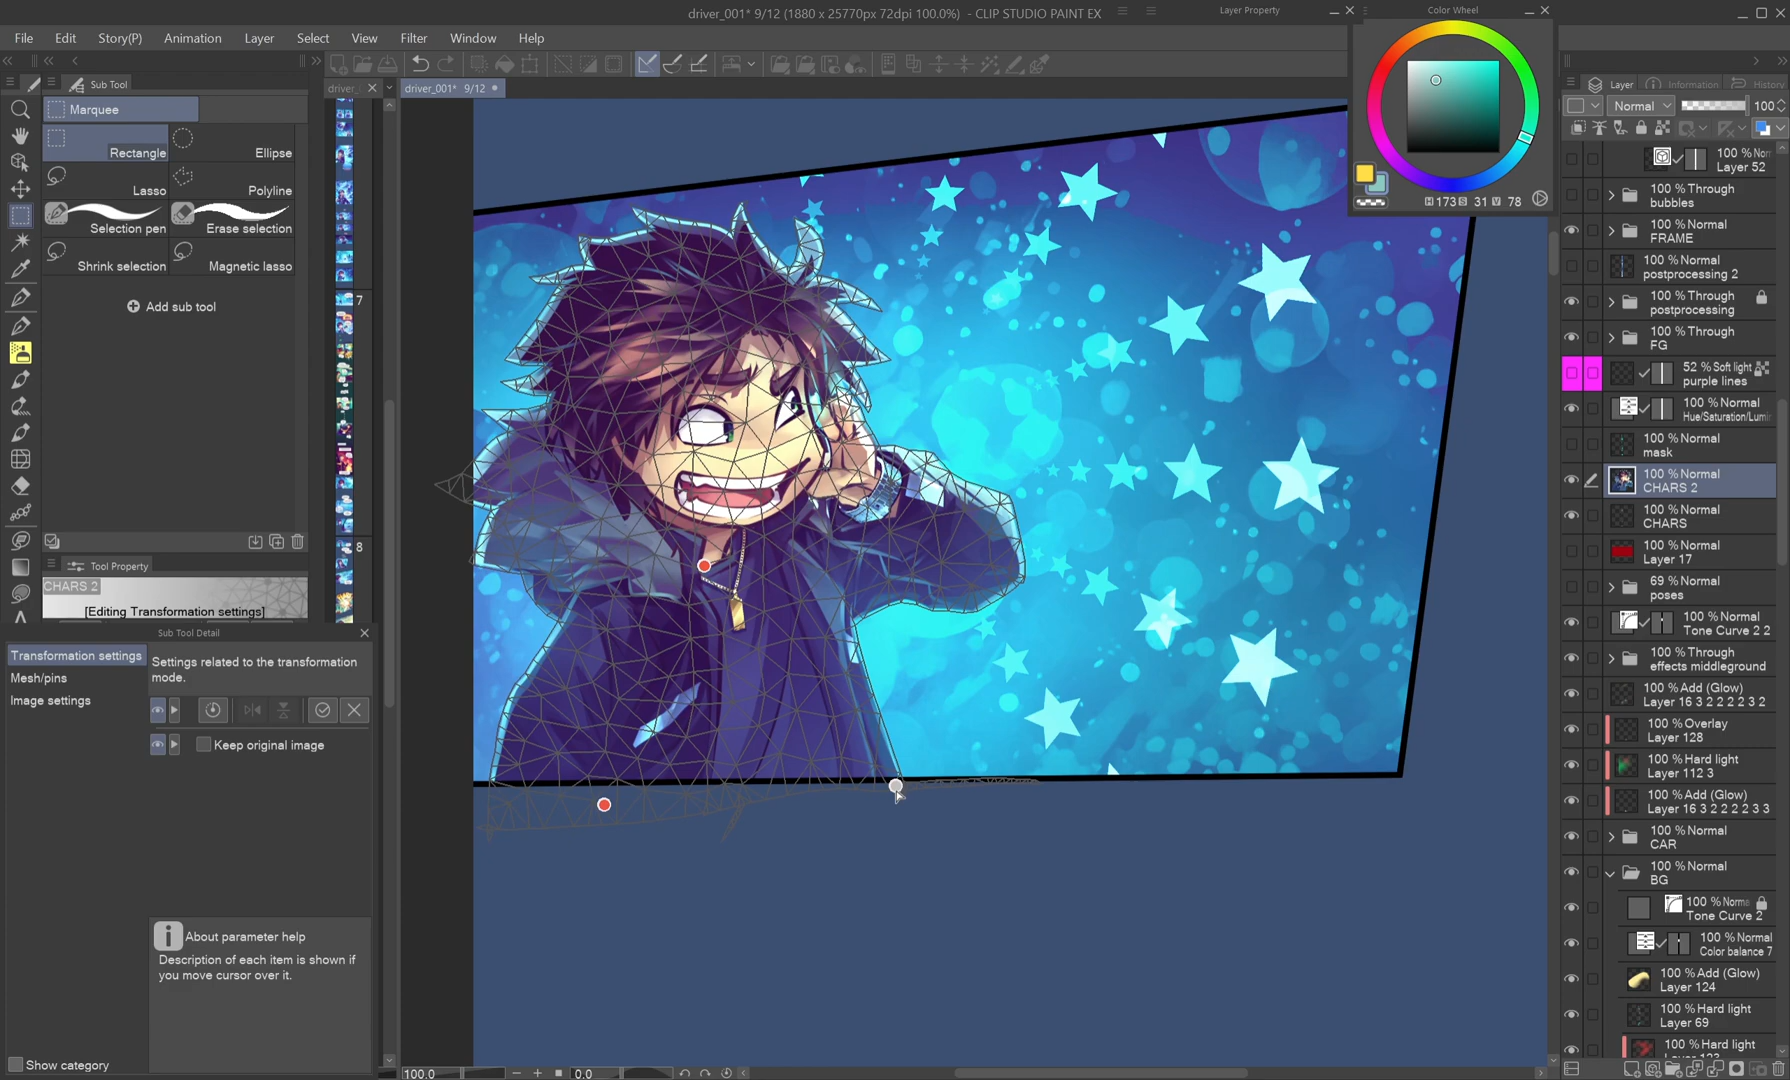 driver_001* 9/12 (1880 x 25770px 72dpi 100.0%) - CLIP STUDIO PAINT EX
Layer Property
Color Wheel
File Edit Story(P) Animation Layer Select View Filter Window Help
Sub Tool
driver_
driver_001* 9/12
Layer
Information
History
Marquee
Rectangle
Ellipse
Lasso
Polyline
Selection pen
Erase selection
Shrink selection
Magnetic lasso
Add sub tool
Tool Property
CHARS 2
[Editing Transformation settings]
Sub Tool Detail
Transformation settings
Mesh/pins
Image settings
Settings related to the transformation
mode.
Keep original image
About parameter help
Description of each item is shown if
you move cursor over it.
Show category
7
8
100.0
0.0
H 173 S 31 V 78
Normal
100
100 % Nor
Layer 52
100 % Through
bubbles
100 % Normal
FRAME
100 % Normal
postprocessing 2
100 % Through
postprocessing
100 % Through
FG
52 % Soft light
purple lines
100 % Normal
Hue/Saturation/Lumi
100 % Normal
mask
100 % Normal
CHARS 2
100 % Normal
CHARS
100 % Normal
Layer 17
69 % Normal
poses
100 % Normal
Tone Curve 2 2
100 % Through
effects middleground
100 % Add (Glow)
Layer 16 3 2 2 2 2 3 2
100 % Overlay
Layer 128
100 % Hard light
Layer 112 3
100 % Add (Glow)
Layer 16 3 2 2 2 2 3 3
100 % Normal
CAR
100 % Normal
BG
100 % Norma
Tone Curve 2
100 % Normal
Color balance 7
100 % Add (Glow)
Layer 124
100 % Hard light
Layer 69
100 % Hard light